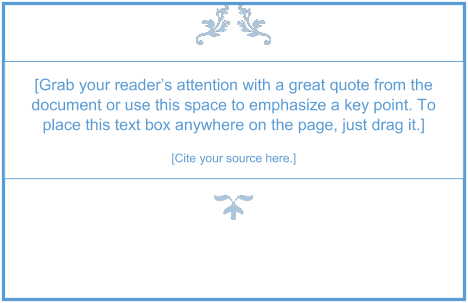 [Grab your reader’s attention with a great quote from the
document or use this space to emphasize a key point. To
place this text box anywhere on the page, just drag it.]
[Cite your source here.]